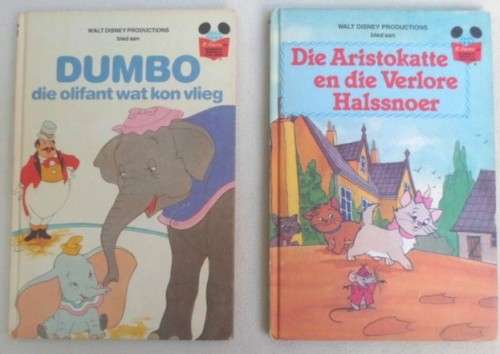 WALT DISNEY PRODUCTIONS
bied aan
DUMBO
die olifant wat kon vlieg
WALT DISNEY PRODUCTIONS
bied aan
Die Aristokatte
en die Verlore
Halssnoer